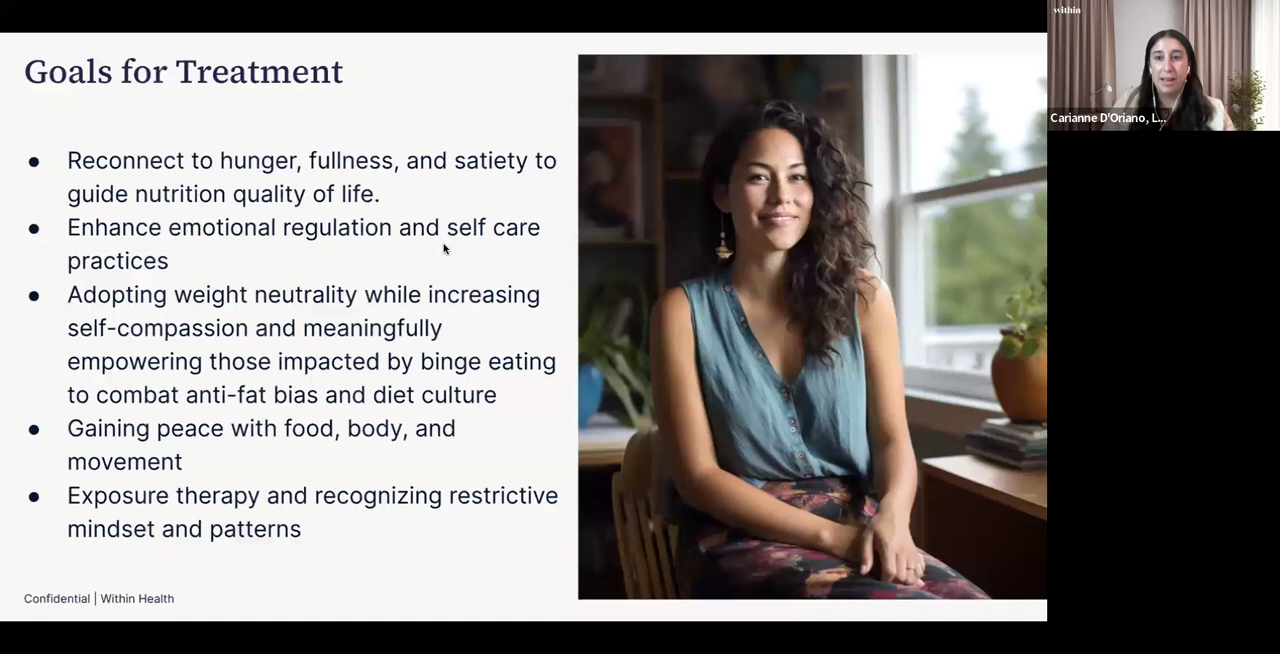 Goals for Treatment
● Reconnect to hunger, fullness, and satiety to
guide nutrition quality of life.
● Enhance emotional regulation and self care
practices
● Adopting weight neutrality while increasing
self-compassion and meaningfully
empowering those impacted by binge eating
to combat anti-fat bias and diet culture
● Gaining peace with food, body, and
movement
● Exposure therapy and recognizing restrictive
mindset and patterns
Confidential | Within Health
within
Carianne D'Oriano, L...